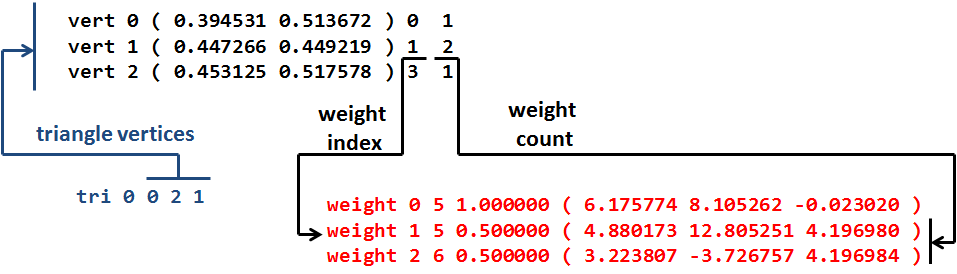 vert 0 ( 0.394531 0.513672 ) 0 1
vert 1 ( 0.447266 0.449219 ) 1 2
vert 2 ( 0.453125 0.517578 ) 3 1
weight
index
weight
count
triangle vertices
tri 0 0 2 1
weight 0 5 1.000000 ( 6.175774 8.105262 -0.023020 )
weight 1 5 0.500000 ( 4.880173 12.805251 4.196980 )
weight 2 6 0.500000 ( 3.223807 -3.726757 4.196984 )